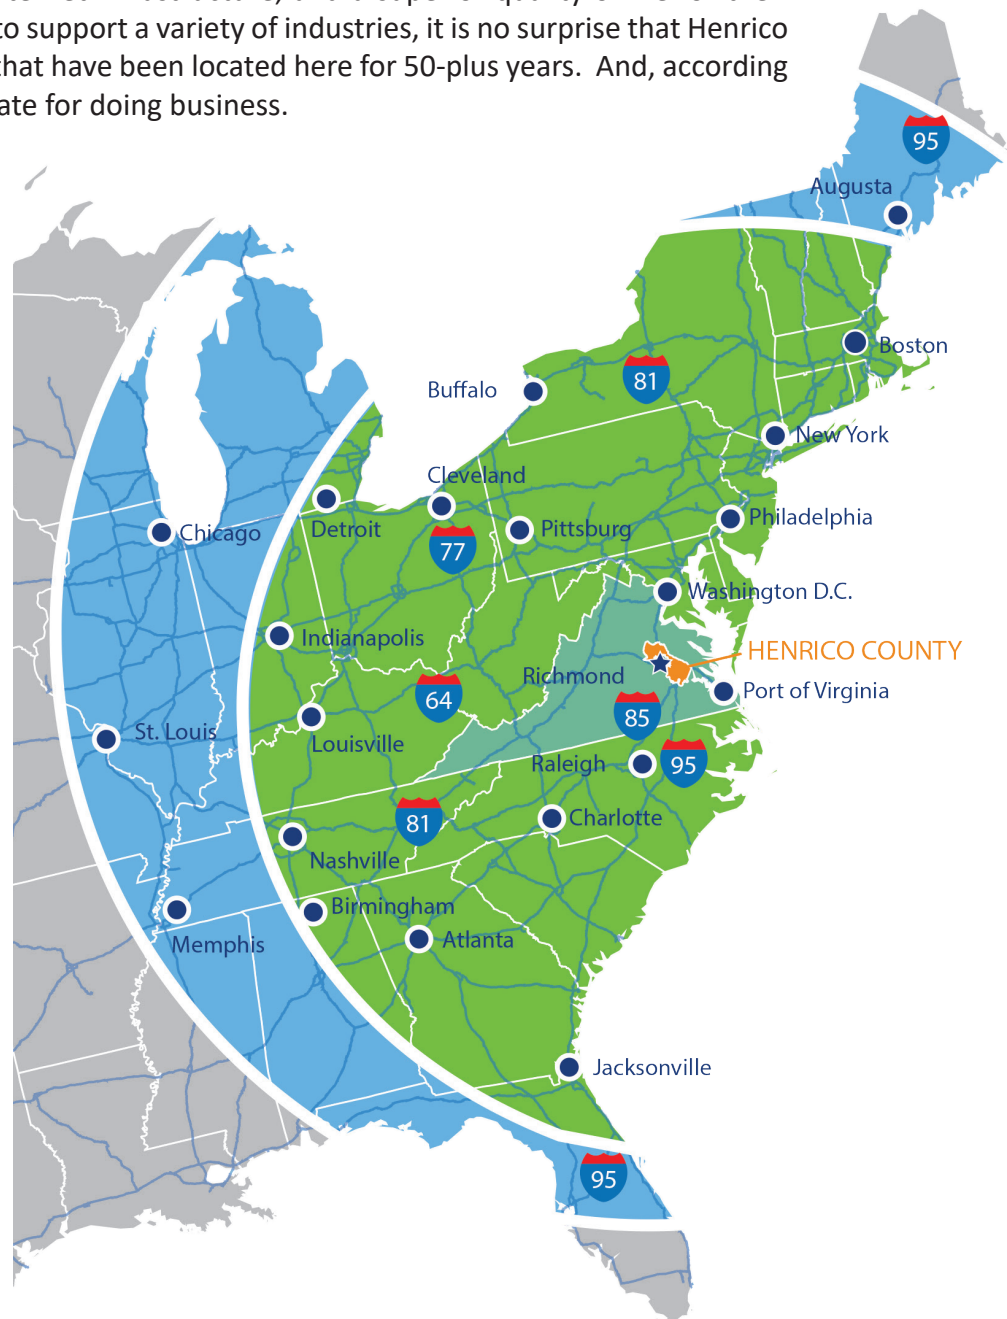 to support a variety of industries, it is no surprise that Henrico
that have been located here for 50-plus years. And, according
ate for doing business.
95
Augusta
Boston
Buffalo
81
New York
Cleveland
Chicago
Detroit
77
Pittsburg
Philadelphia
Washington D.C.
Indianapolis
HENRICO COUNTY
Richmond
64
85
Port of Virginia
St. Louis
Louisville
Raleigh
95
81
Charlotte
Nashville
Birmingham
Memphis
Atlanta
Jacksonville
95